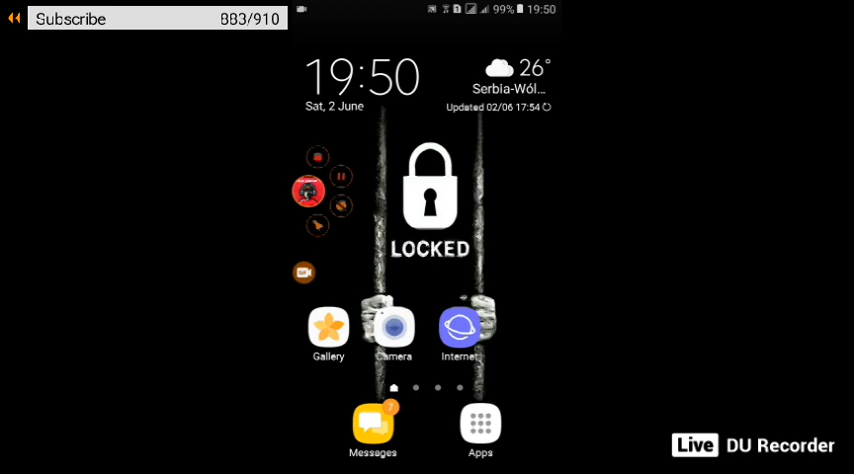 Subscribe 883/910
99% 19:50
19:50
26°
Serbia-Wól...
Sat, 2 June
Updated 02/06 17:54
LOCKED
Gallery
Camera
Internet
7
Messages
Apps
Live DU Recorder